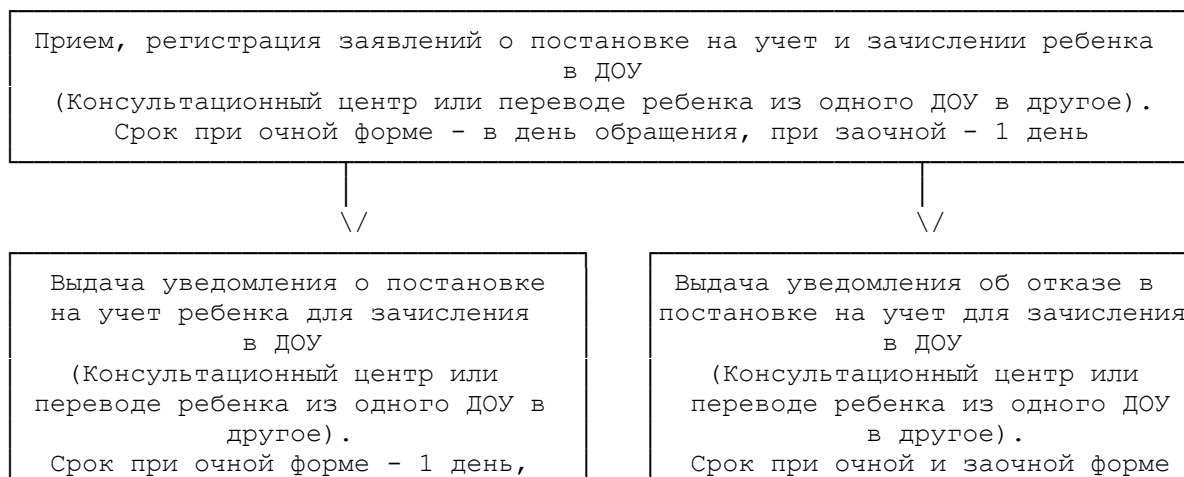 Прием, регистрация заявлений о постановке на учет и зачислении ребенка
в ДОУ
(Консультационный центр или переводе ребенка из одного ДОУ в другое).
Срок при очной форме - в день обращения, при заочной - 1 день
\/ \/
Выдача уведомления о постановке
на учет ребенка для зачисления
в ДОУ
(Консультационный центр или
переводе ребенка из одного ДОУ в
другое).
Срок при очной форме - 1 день,
Выдача уведомления об отказе в
постановке на учет для зачисления
в ДОУ
(Консультационный центр или
переводе ребенка из одного ДОУ
в другое).
Срок при очной и заочной форме